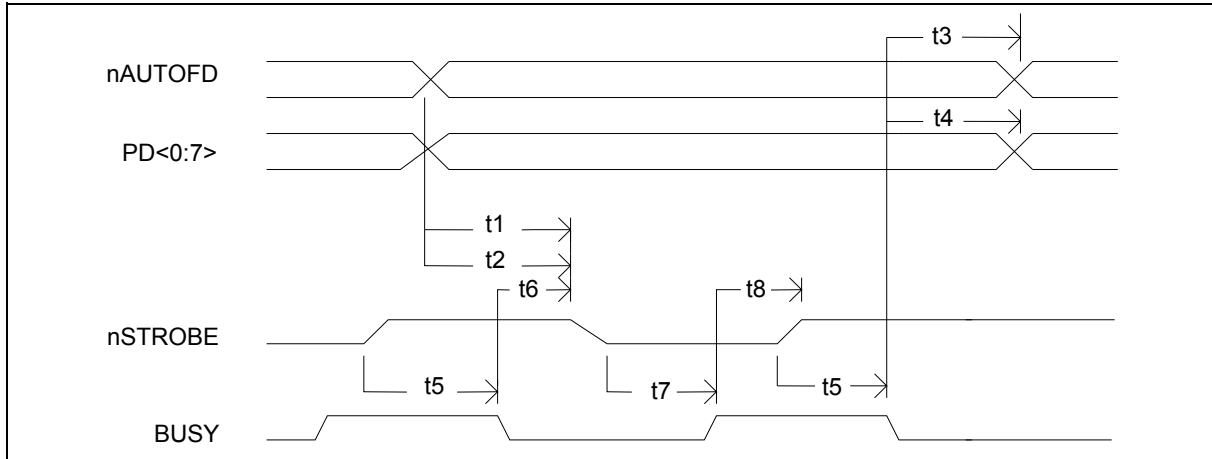 t3
nAUTOFD
t4
PD<0:7>
t1
t2
t6
t8
nSTROBE
t5
t7
t5
BUSY